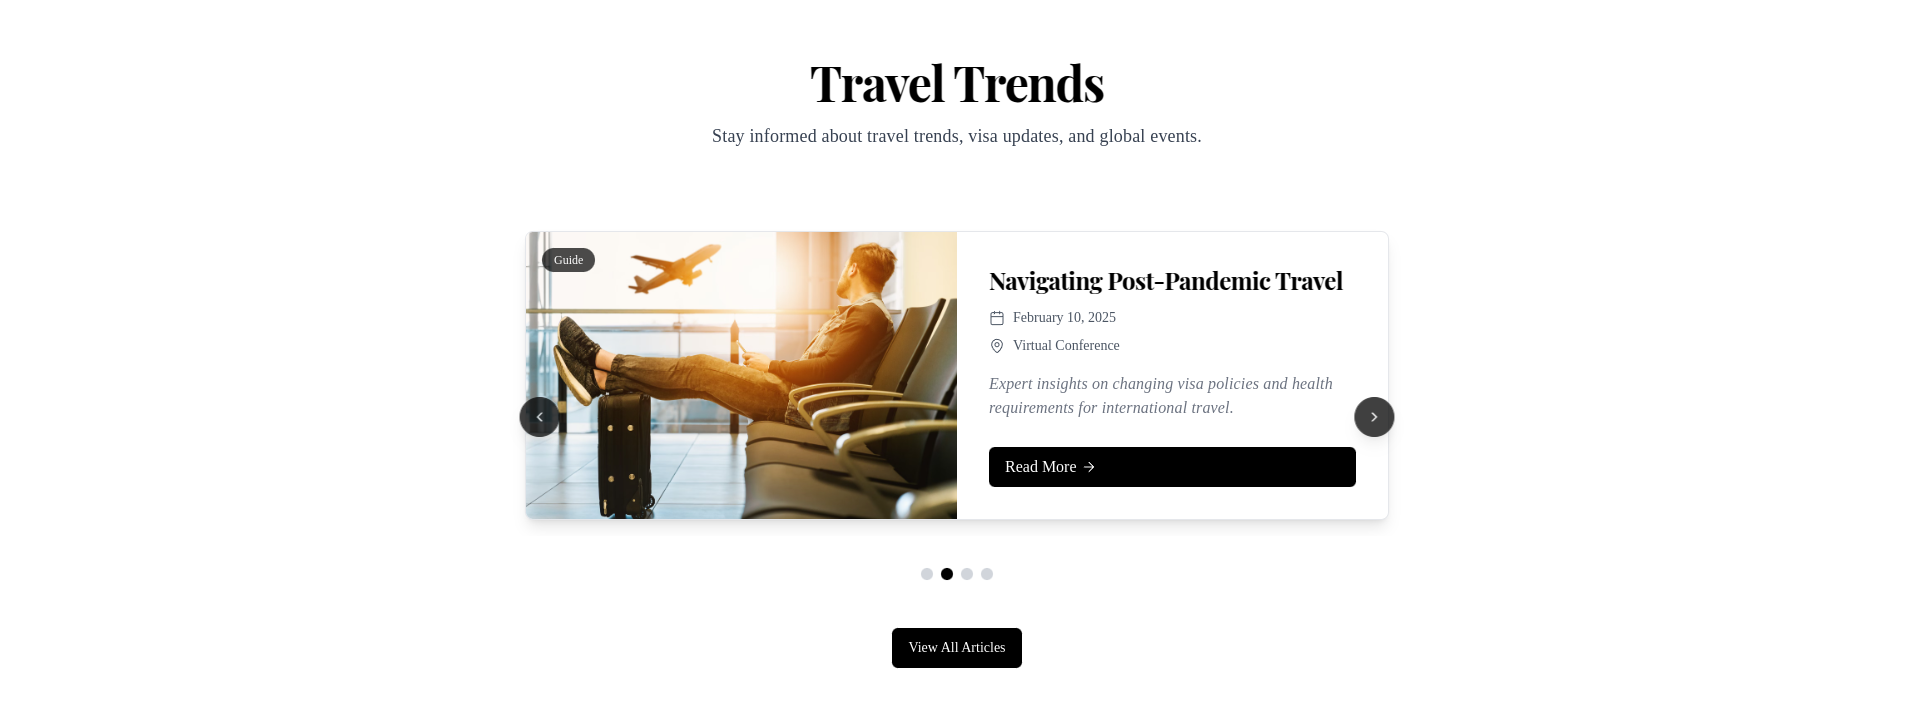 Travel Trends
Stay informed about travel trends, visa updates, and global events.
Guide
Navigating Post-Pandemic Travel
February 10, 2025
Virtual Conference
Expert insights on changing visa policies and health
requirements for international travel.
Read More
View All Articles